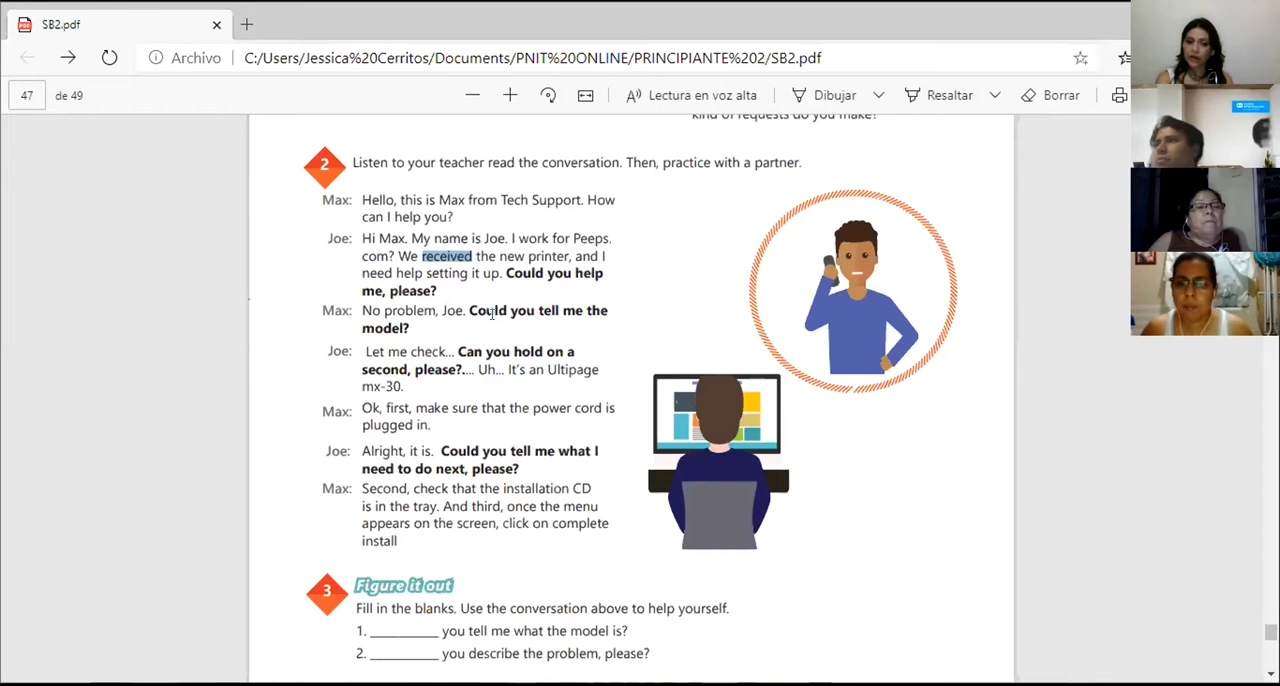 SB2.pdf
Archivo
C:/Users/Jessica%20Cerritos/Documents/PNIT%20ONLINE/PRINCIPIANTE%202/SB2.pdf
47 de 49
Lectura en voz alta
Dibujar
Resaltar
Borrar
kind of requests do you make?
2 Listen to your teacher read the conversation. Then, practice with a partner.
Max: Hello, this is Max from Tech Support. How
can I help you?
Joe: Hi Max. My name is Joe. I work for Peeps.
com? We received the new printer, and I
need help setting it up. Could you help
me, please?
Max: No problem, Joe. Could you tell me the
model?
Joe: Let me check... Can you hold on a
second, please?.... Uh... It's an Ultipage
mx-30.
Max: Ok, first, make sure that the power cord is
plugged in.
Joe: Alright, it is. Could you tell me what I
need to do next, please?
Max: Second, check that the installation CD
is in the tray. And third, once the menu
appears on the screen, click on complete
install
3 Figure it out
Fill in the blanks. Use the conversation above to help yourself.
1. __________ you tell me what the model is?
2. __________ you describe the problem, please?